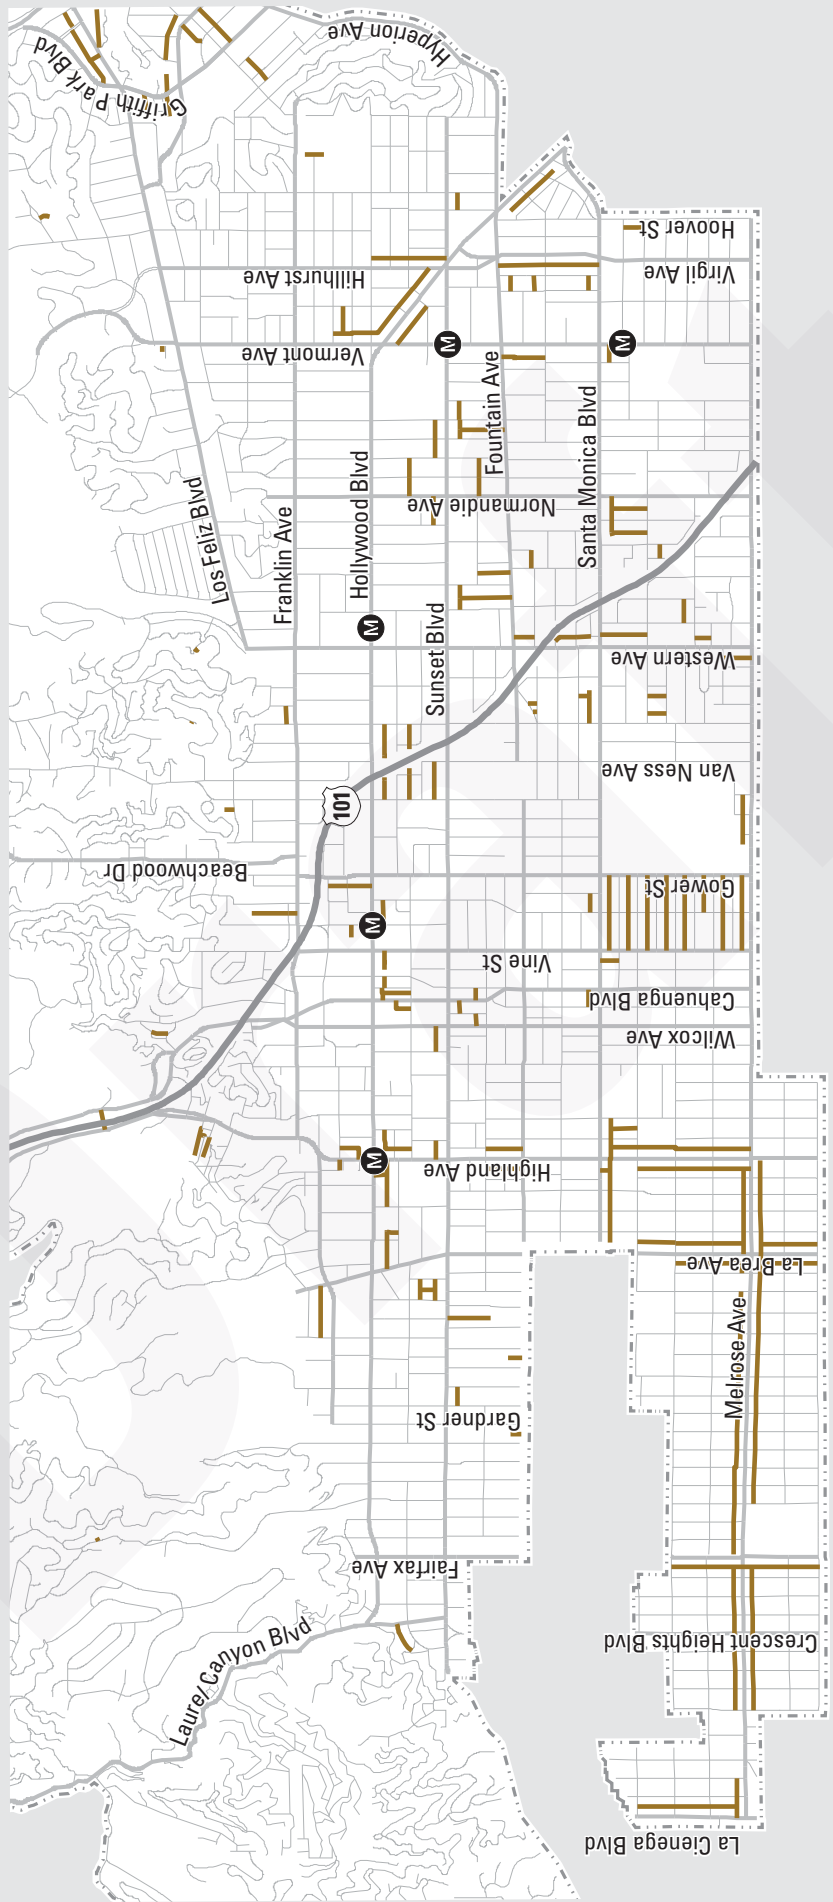 Hyperion Ave
Griffith Park Blvd
Hoover St
Virgil Ave
Hillhurst Ave
Vermont Ave
M
M
Fountain Ave
Santa Monica Blvd
Hollywood Blvd
Los Feliz Blvd
Franklin Ave
Normandie Ave
M
Sunset Blvd
Western Ave
Van Ness Ave
101
Beachwood Dr
Gower St
M
Vine St
Cahuenga Blvd
Wilcox Ave
M
Highland Ave
La Brea Ave
Melrose Ave
Gardner St
Fairfax Ave
Laurel Canyon Blvd
Crescent Heights Blvd
La Cienega Blvd